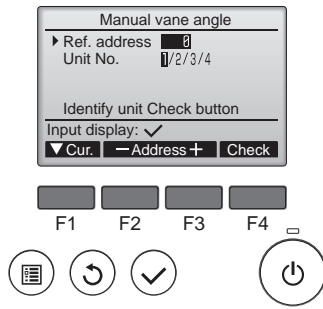 Manual vane angle
Ref. address 0
Unit No. 1/2/3/4
Identify unit Check button
Input display: ✓
▼Cur. －Address＋ Check
F1 F2 F3 F4